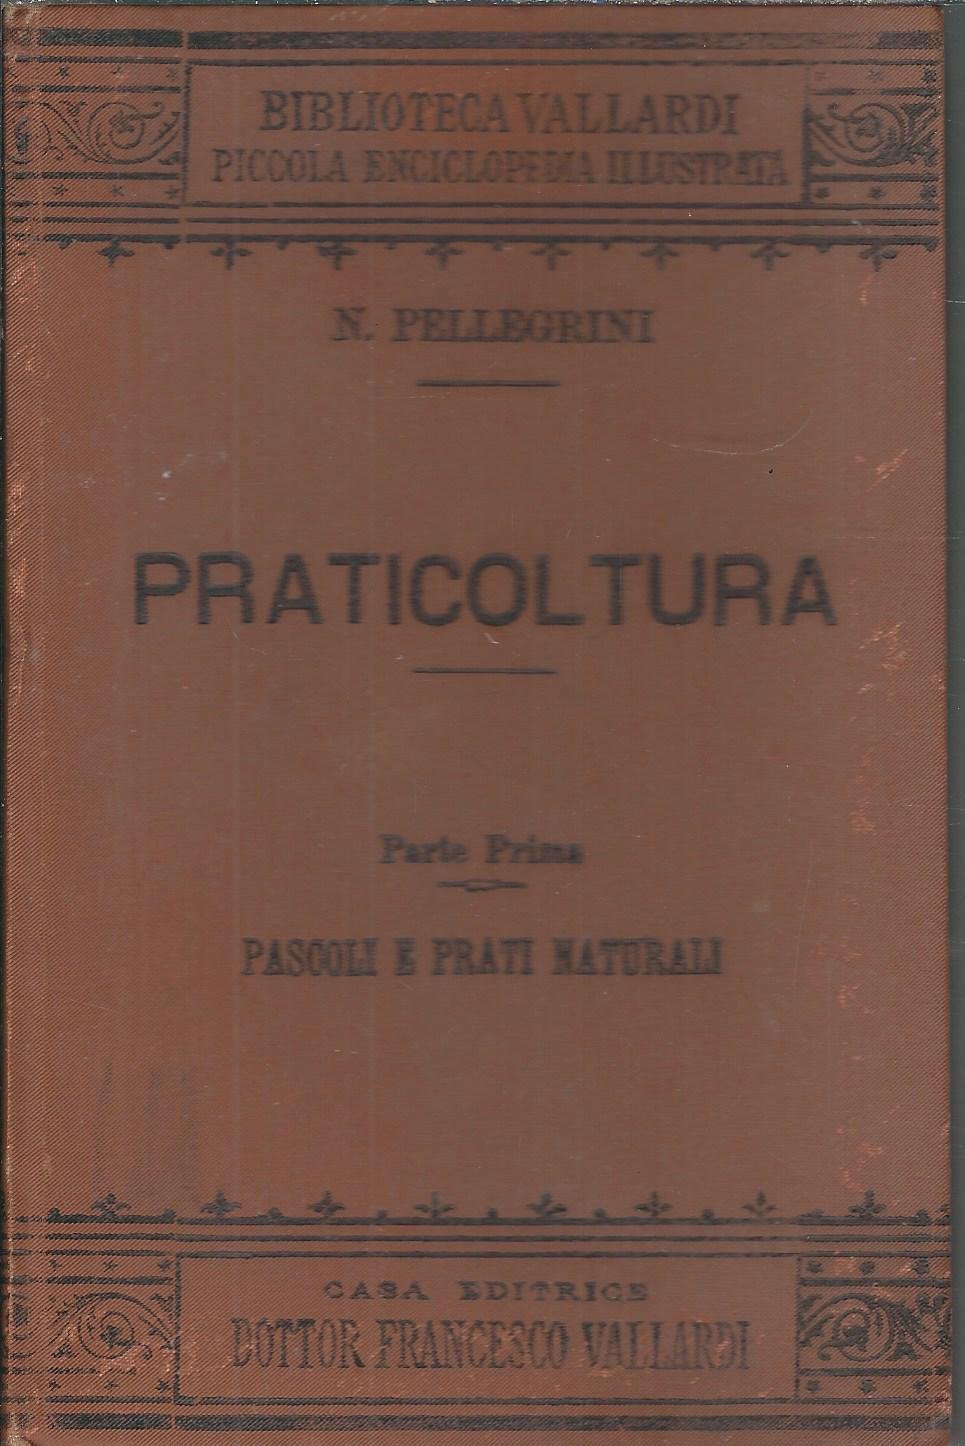 BIBLIOTECA VALLARDI
PICCOLA ENCICLOPEDIA ILLUSTRATA
N. PELLEGRINI
PRATICOLTURA
Parte Prima
PASCOLI E PRATI NATURALI
CASA EDITRICE
DOTTOR FRANCESCO VALLARDI